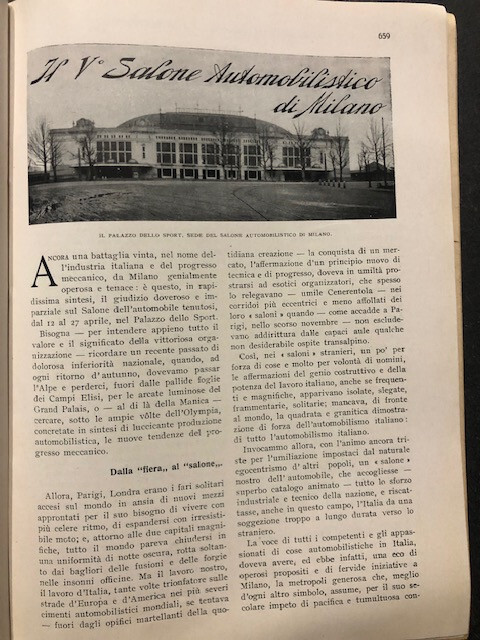 659
Il V° Salone Automobilistico
di Milano
IL PALAZZO DELLO SPORT, SEDE DEL SALONE AUTOMOBILISTICO DI MILANO.
ANCORA una battaglia vinta, nel nome del-
l'industria italiana e del progresso
meccanico, da Milano genialmente
operosa e tenace: è questo, in rapi-
dissima sintesi, il giudizio doveroso e im-
parziale sul Salone dell'automobile tenutosi,
dal 12 al 27 aprile, nel Palazzo dello Sport.
Bisogna — per intendere appieno tutto il
valore e il significato della vittoriosa orga-
nizzazione — ricordare un recente passato di
dolorosa inferiorità nazionale, quando, ad
ogni ritorno d'autunno, dovevamo passar
l'Alpe e perderci, fuori dalle pallide foglie
dei Campi Elisi, per le arcate luminose del
Grand Palais, o — al di là della Manica —
cercare, sotto le ampie vòlte dell'Olympia,
concretate in sintesi di luccicante produzione
automobilistica, le nuove tendenze del pro-
gresso meccanico.
Dalla "fiera„ al "salone„.
Allora, Parigi, Londra erano i fari solitari
accesi sul mondo in ansia di nuovi mezzi
approntati per il suo bisogno di vivere con
più celere ritmo, di espandersi con irresisti-
bile moto; e, attorno alle due capitali magni-
fiche, tutto il mondo pareva chiudersi in
una uniformità di notte oscura, rotta soltan-
to dai bagliori delle fusioni e delle forgie
nelle insonni officine. Ma il lavoro nostro,
il lavoro d'Italia, tante volte trionfatore sulle
strade d'Europa e d'America nei più severi
cimenti automobilistici mondiali, se tentava
— fuori dagli opifici martellanti della quo-
tidiana creazione — la conquista di un mer-
cato, l'affermazione d'un principio nuovo di
tecnica e di progresso, doveva in umiltà pro-
strarsi ad esotici organizzatori, che spesso
lo relegavano — umile Cenerentola — nei
corridoi più eccentrici e meno affollati dei
loro « saloni » quando — come accadde a Pa-
rigi, nello scorso novembre — non esclude-
vano addirittura dalle capaci aule qualche
non desiderabile ospite transalpino.
Così, nei « saloni » stranieri, un po' per
forza di cose e molto per volontà di uomini,
le affermazioni del genio costruttivo e della
potenza del lavoro italiano, anche se frequen-
ti e magnifiche, apparivano isolate, slegate,
frammentarie, solitarie; mancava, di fronte
al mondo, la quadrata e granitica dimostra-
zione di forza dell'automobilismo italiano:
di tutto l'automobilismo italiano.
Invocammo allora, con l'animo ancora tri-
ste per l'umiliazione impostaci dal naturale
egocentrismo d'altri popoli, un « salone »
nostro dell'automobile, che accogliesse —
superbo catalogo animato — tutto lo sforzo
industriale e tecnico della nazione, e riscat-
tasse, anche in questo campo, l'Italia da una
soggezione troppo a lungo durata verso lo
straniero.
La voce di tutti i competenti e gli appas-
sionati di cose automobilistiche in Italia,
doveva avere, ed ebbe infatti, una eco di
operosi propositi e di fervide iniziative a
Milano, la metropoli generosa che, meglio
d'ogni altro simbolo, assume, per il suo se-
colare impeto di pacifica e tumultuosa con-